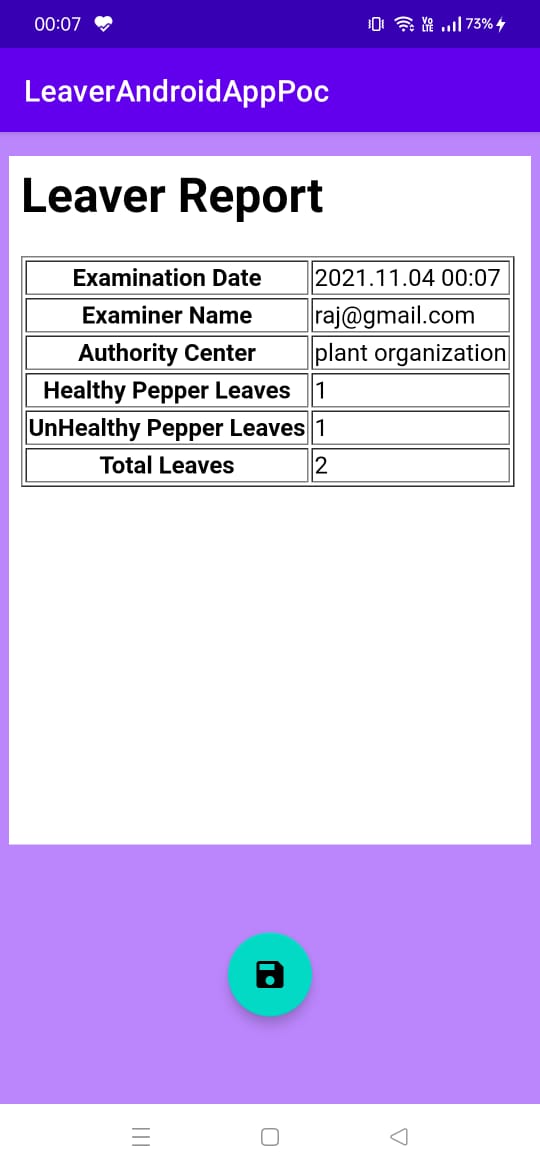 00:07 VO LTE 73%
LeaverAndroidAppPoc
Leaver Report
Examination Date 2021.11.04 00:07
Examiner Name raj@gmail.com
Authority Center plant organization
Healthy Pepper Leaves 1
UnHealthy Pepper Leaves 1
Total Leaves 2